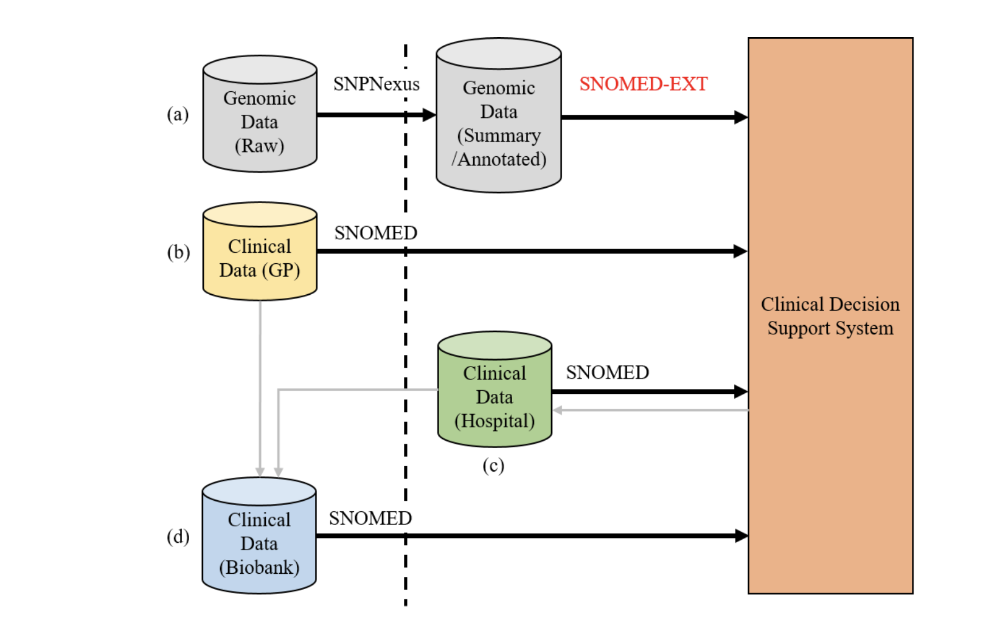 (a)
Genomic
Data
(Raw)
SNPNexus
Genomic
Data
(Summary
/Annotated)
SNOMED-EXT
(b)
Clinical
Data (GP)
SNOMED
Clinical Decision
Support System
Clinical
Data
(Hospital)
SNOMED
(c)
(d)
Clinical
Data
(Biobank)
SNOMED